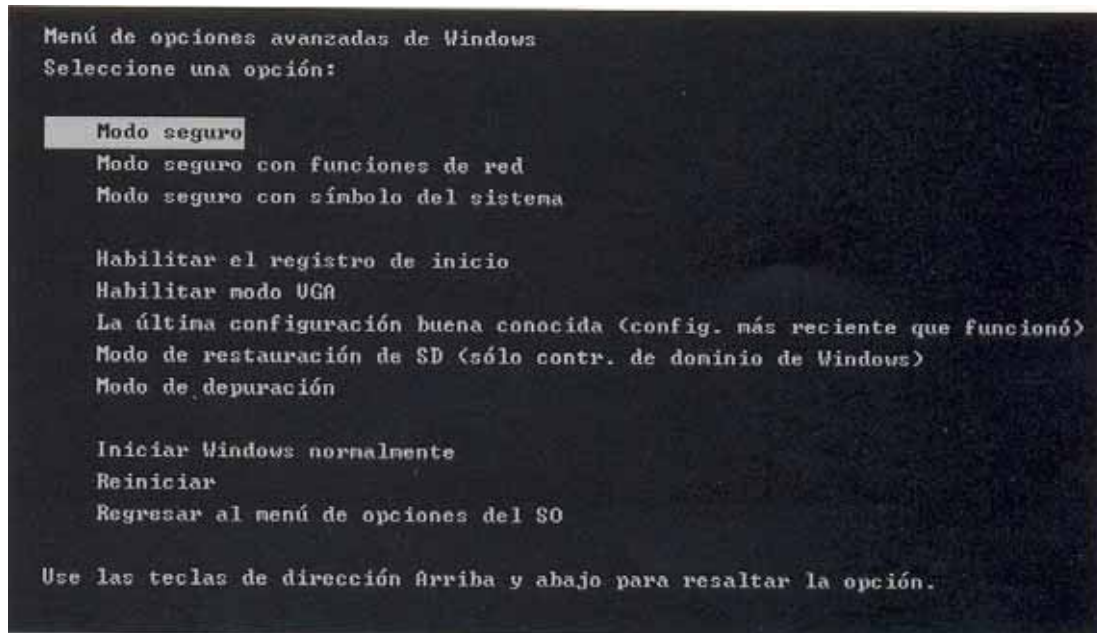 Menú de opciones avanzadas de Windows
Seleccione una opción:
Modo seguro
Modo seguro con funciones de red
Modo seguro con símbolo del sistema
Habilitar el registro de inicio
Habilitar modo VGA
La última configuración buena conocida (config. más reciente que funcionó)
Modo de restauración de SD (sólo contr. de dominio de Windows)
Modo de depuración
Iniciar Windows normalmente
Reiniciar
Regresar al menú de opciones del SO
Use las teclas de dirección Arriba y abajo para resaltar la opción.